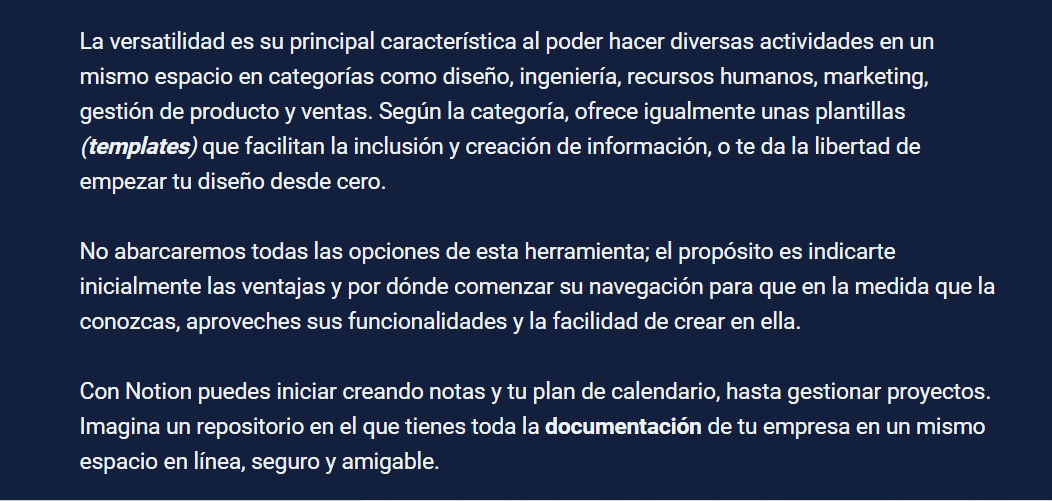 La versatilidad es su principal característica al poder hacer diversas actividades en un
mismo espacio en categorías como diseño, ingeniería, recursos humanos, marketing,
gestión de producto y ventas. Según la categoría, ofrece igualmente unas plantillas
(templates) que facilitan la inclusión y creación de información, o te da la libertad de
empezar tu diseño desde cero.
No abarcaremos todas las opciones de esta herramienta; el propósito es indicarte
inicialmente las ventajas y por dónde comenzar su navegación para que en la medida que la
conozcas, aproveches sus funcionalidades y la facilidad de crear en ella.
Con Notion puedes iniciar creando notas y tu plan de calendario, hasta gestionar proyectos.
Imagina un repositorio en el que tienes toda la documentación de tu empresa en un mismo
espacio en línea, seguro y amigable.